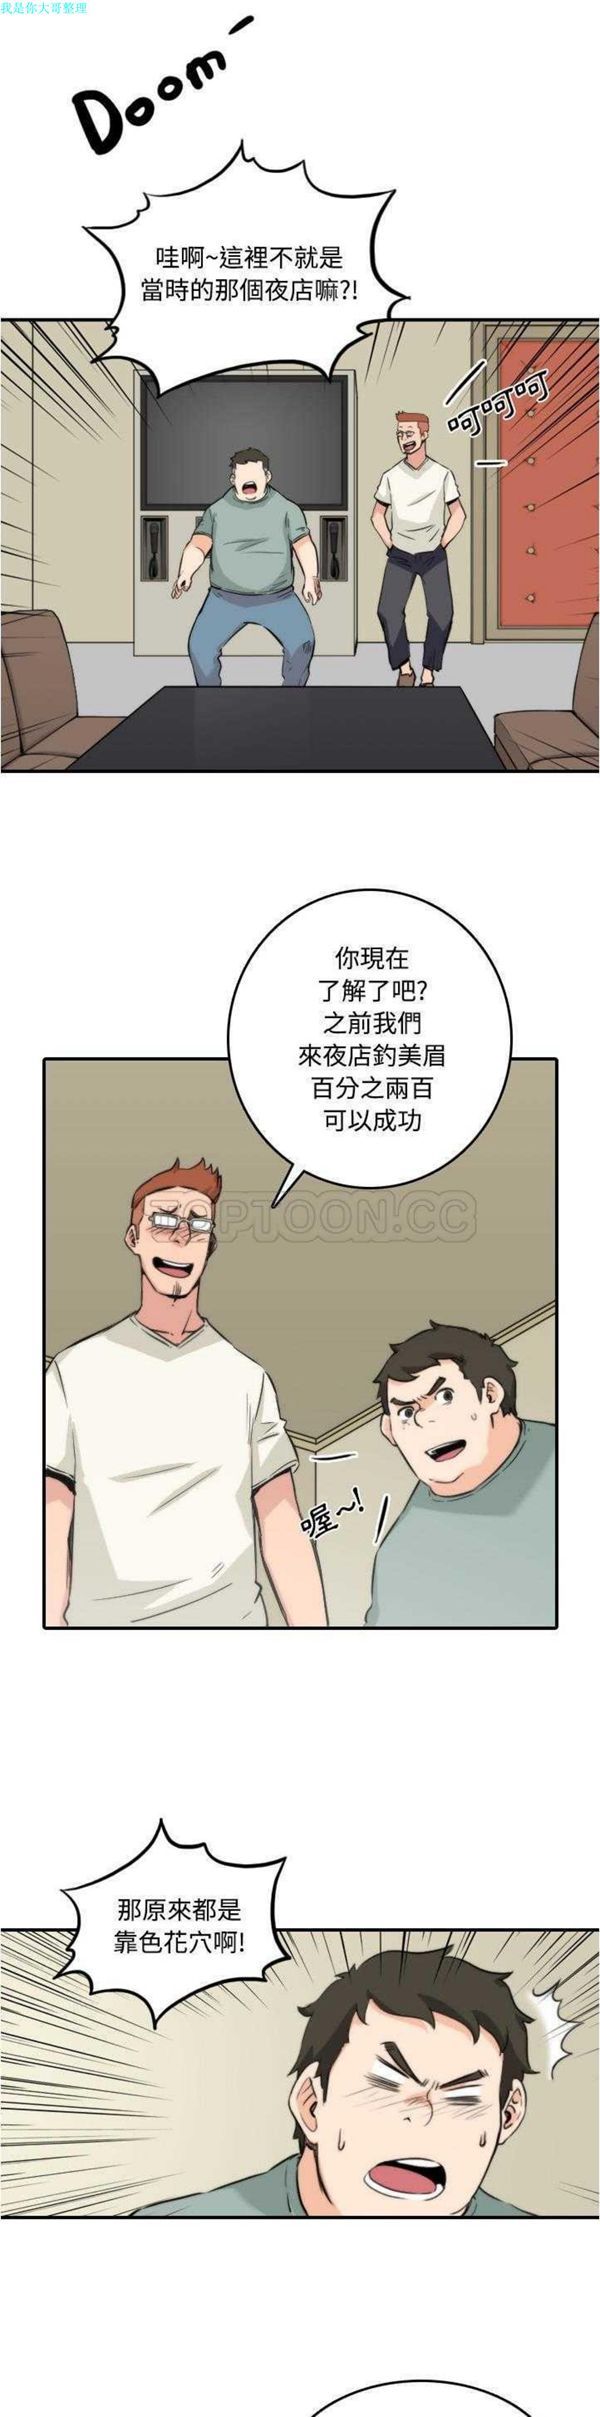 我是你大哥整理
Doom
哇啊~這裡不就是
當時的那個夜店嘛?!
呵呵呵
你現在
了解了吧?
之前我們
來夜店釣美眉
百分之兩百
可以成功
TOPTOON.CC
喔~!
那原來都是
靠色花穴啊!